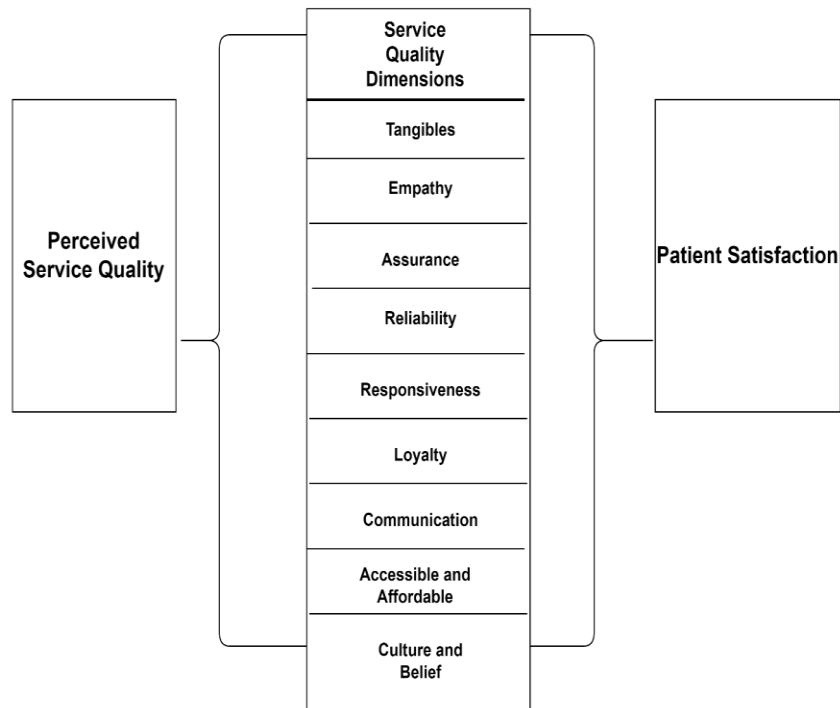 Perceived
Service Quality
Service
Quality
Dimensions
Tangibles
Empathy
Assurance
Reliability
Responsiveness
Loyalty
Communication
Accessible and
Affordable
Culture and
Belief
Patient Satisfaction